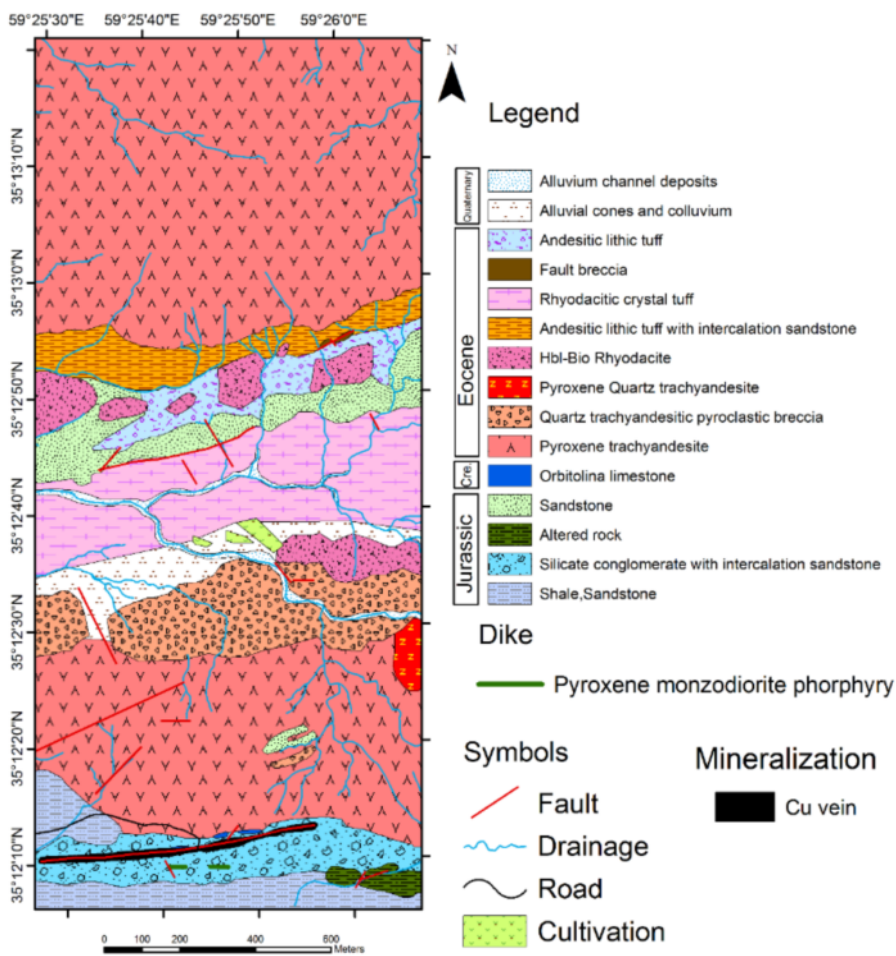 59°25'30"E 59°25'40"E 59°25'50"E 59°26'0"E
N
35°13'10"N
35°13'0"N
35°12'50"N
35°12'40"N
35°12'30"N
35°12'20"N
35°12'10"N
0 100 200 400 600
Meters
Legend
Quaternary
Alluvium channel deposits
Alluvial cones and colluvium
Eocene
Andesitic lithic tuff
Fault breccia
Rhyodacitic crystal tuff
Andesitic lithic tuff with intercalation sandstone
Hbl-Bio Rhyodacite
Pyroxene Quartz trachyandesite
Quartz trachyandesitic pyroclastic breccia
Pyroxene trachyandesite
Cre.
Orbitolina limestone
Jurassic
Sandstone
Altered rock
Silicate conglomerate with intercalation sandstone
Shale,Sandstone
Dike
Pyroxene monzodiorite phorphyry
Symbols
Fault
Drainage
Road
Cultivation
Mineralization
Cu vein